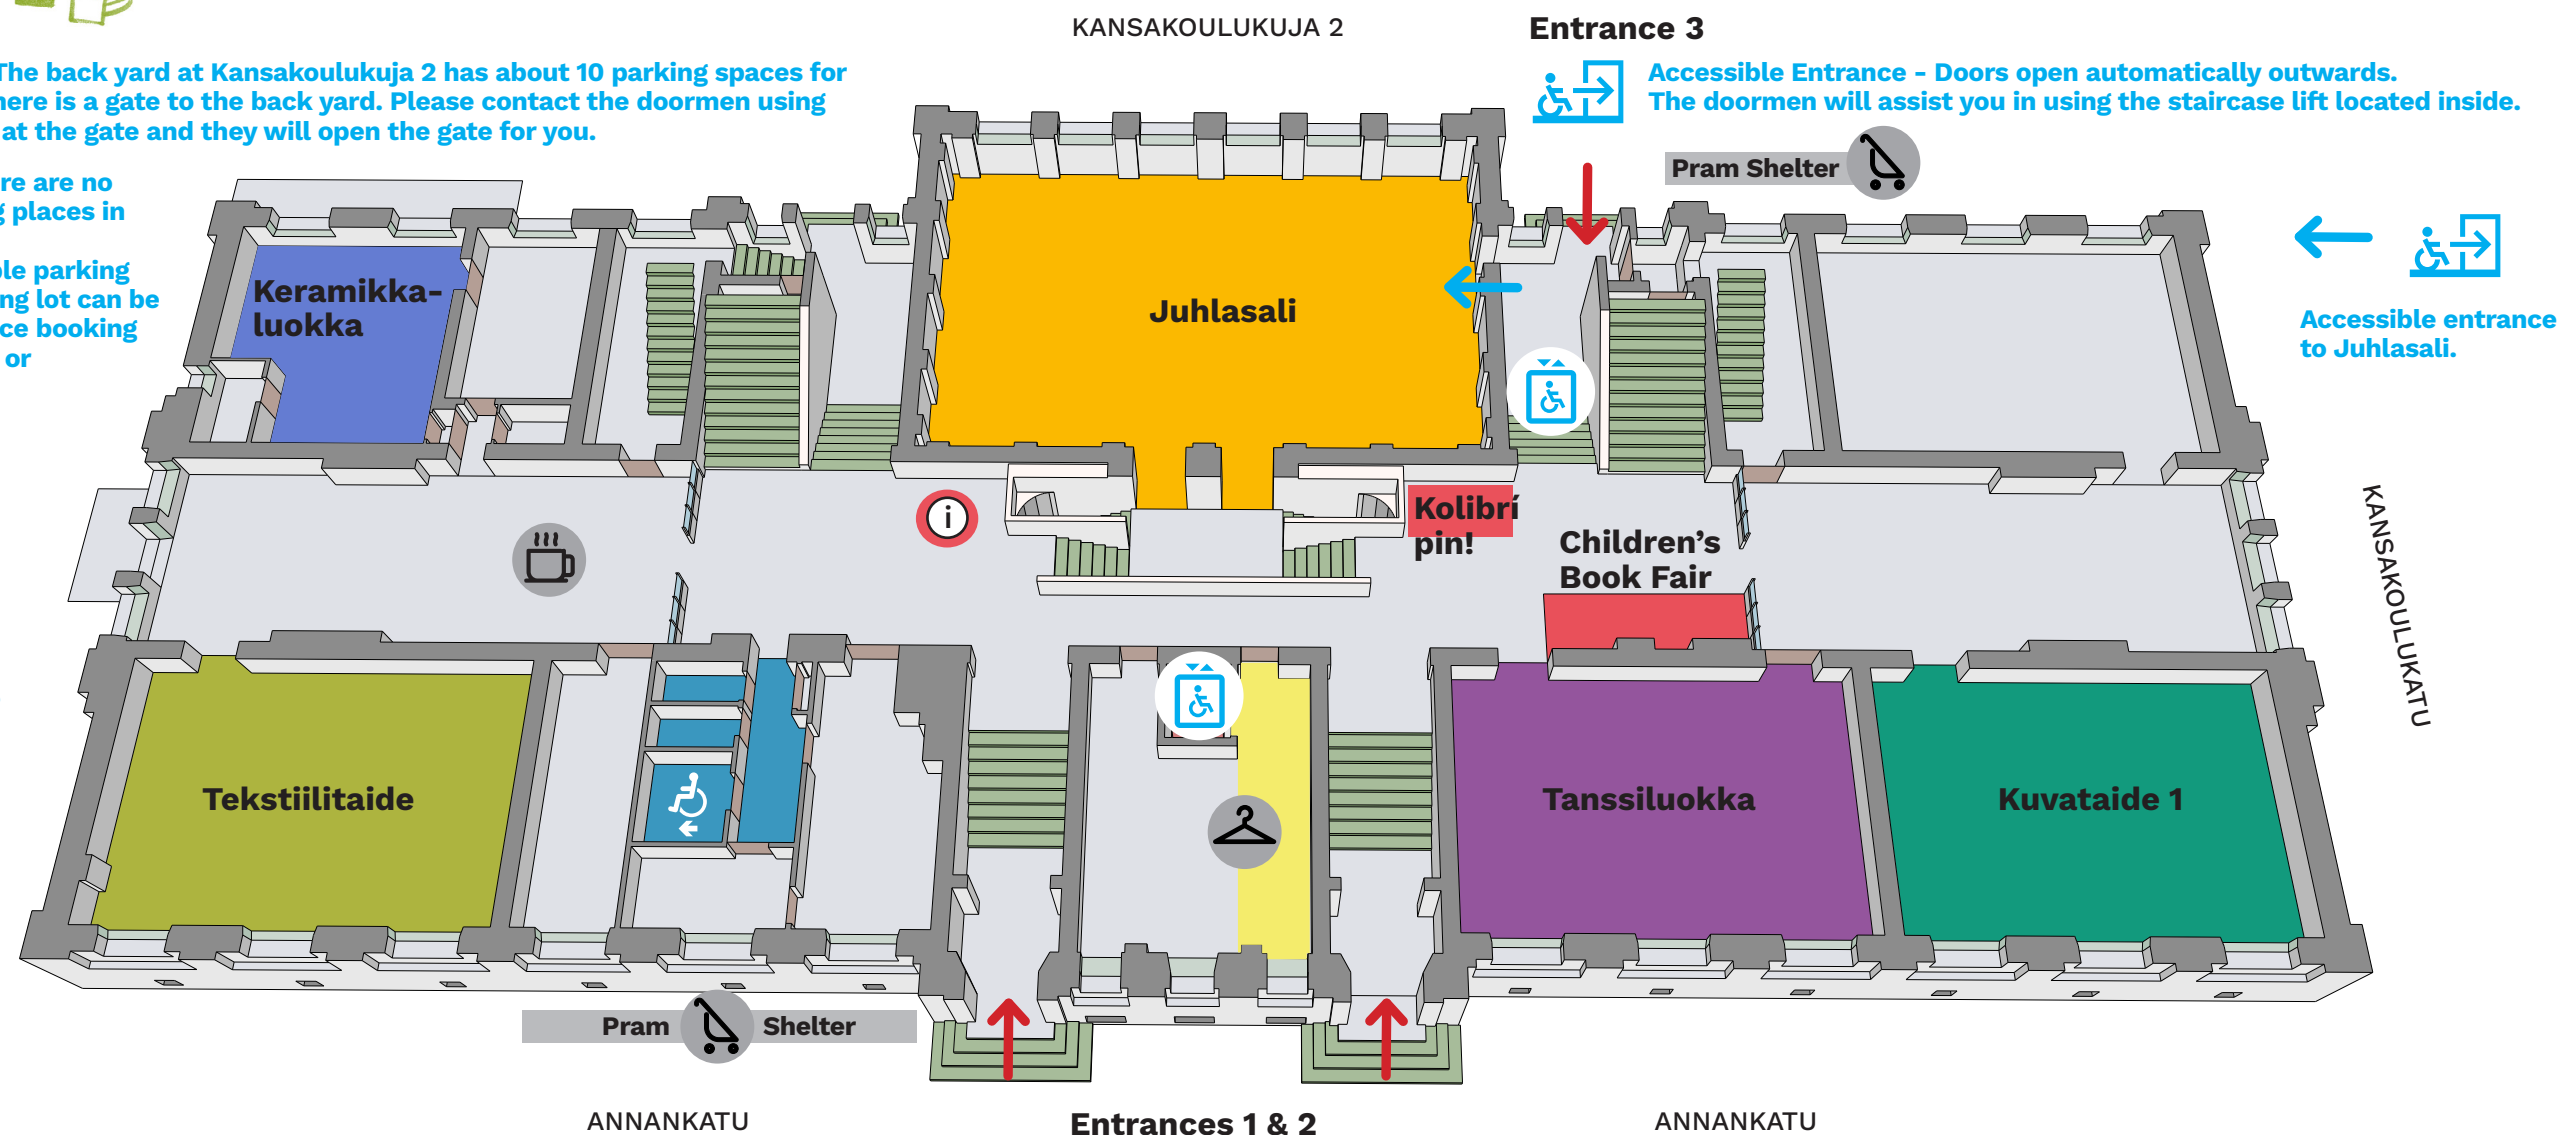 KANSAKOULUKUJA 2
Entrance 3
The back yard at Kansakoulukuja 2 has about 10 parking spaces for
here is a gate to the back yard. Please contact the doormen using
at the gate and they will open the gate for you.
Accessible Entrance - Doors open automatically outwards.
The doormen will assist you in using the staircase lift located inside.
Pram Shelter
re are no
g places in
ple parking
ng lot can be
ce booking
or
Keramikka-
luokka
Juhlasali
Accessible entrance
to Juhlasali.
i
Kolibrí
pin!
Children's
Book Fair
KANSAKOULUKATU
Tekstiilitaide
Tanssiluokka
Kuvataide 1
Pram Shelter
ANNANKATU
Entrances 1 & 2
ANNANKATU